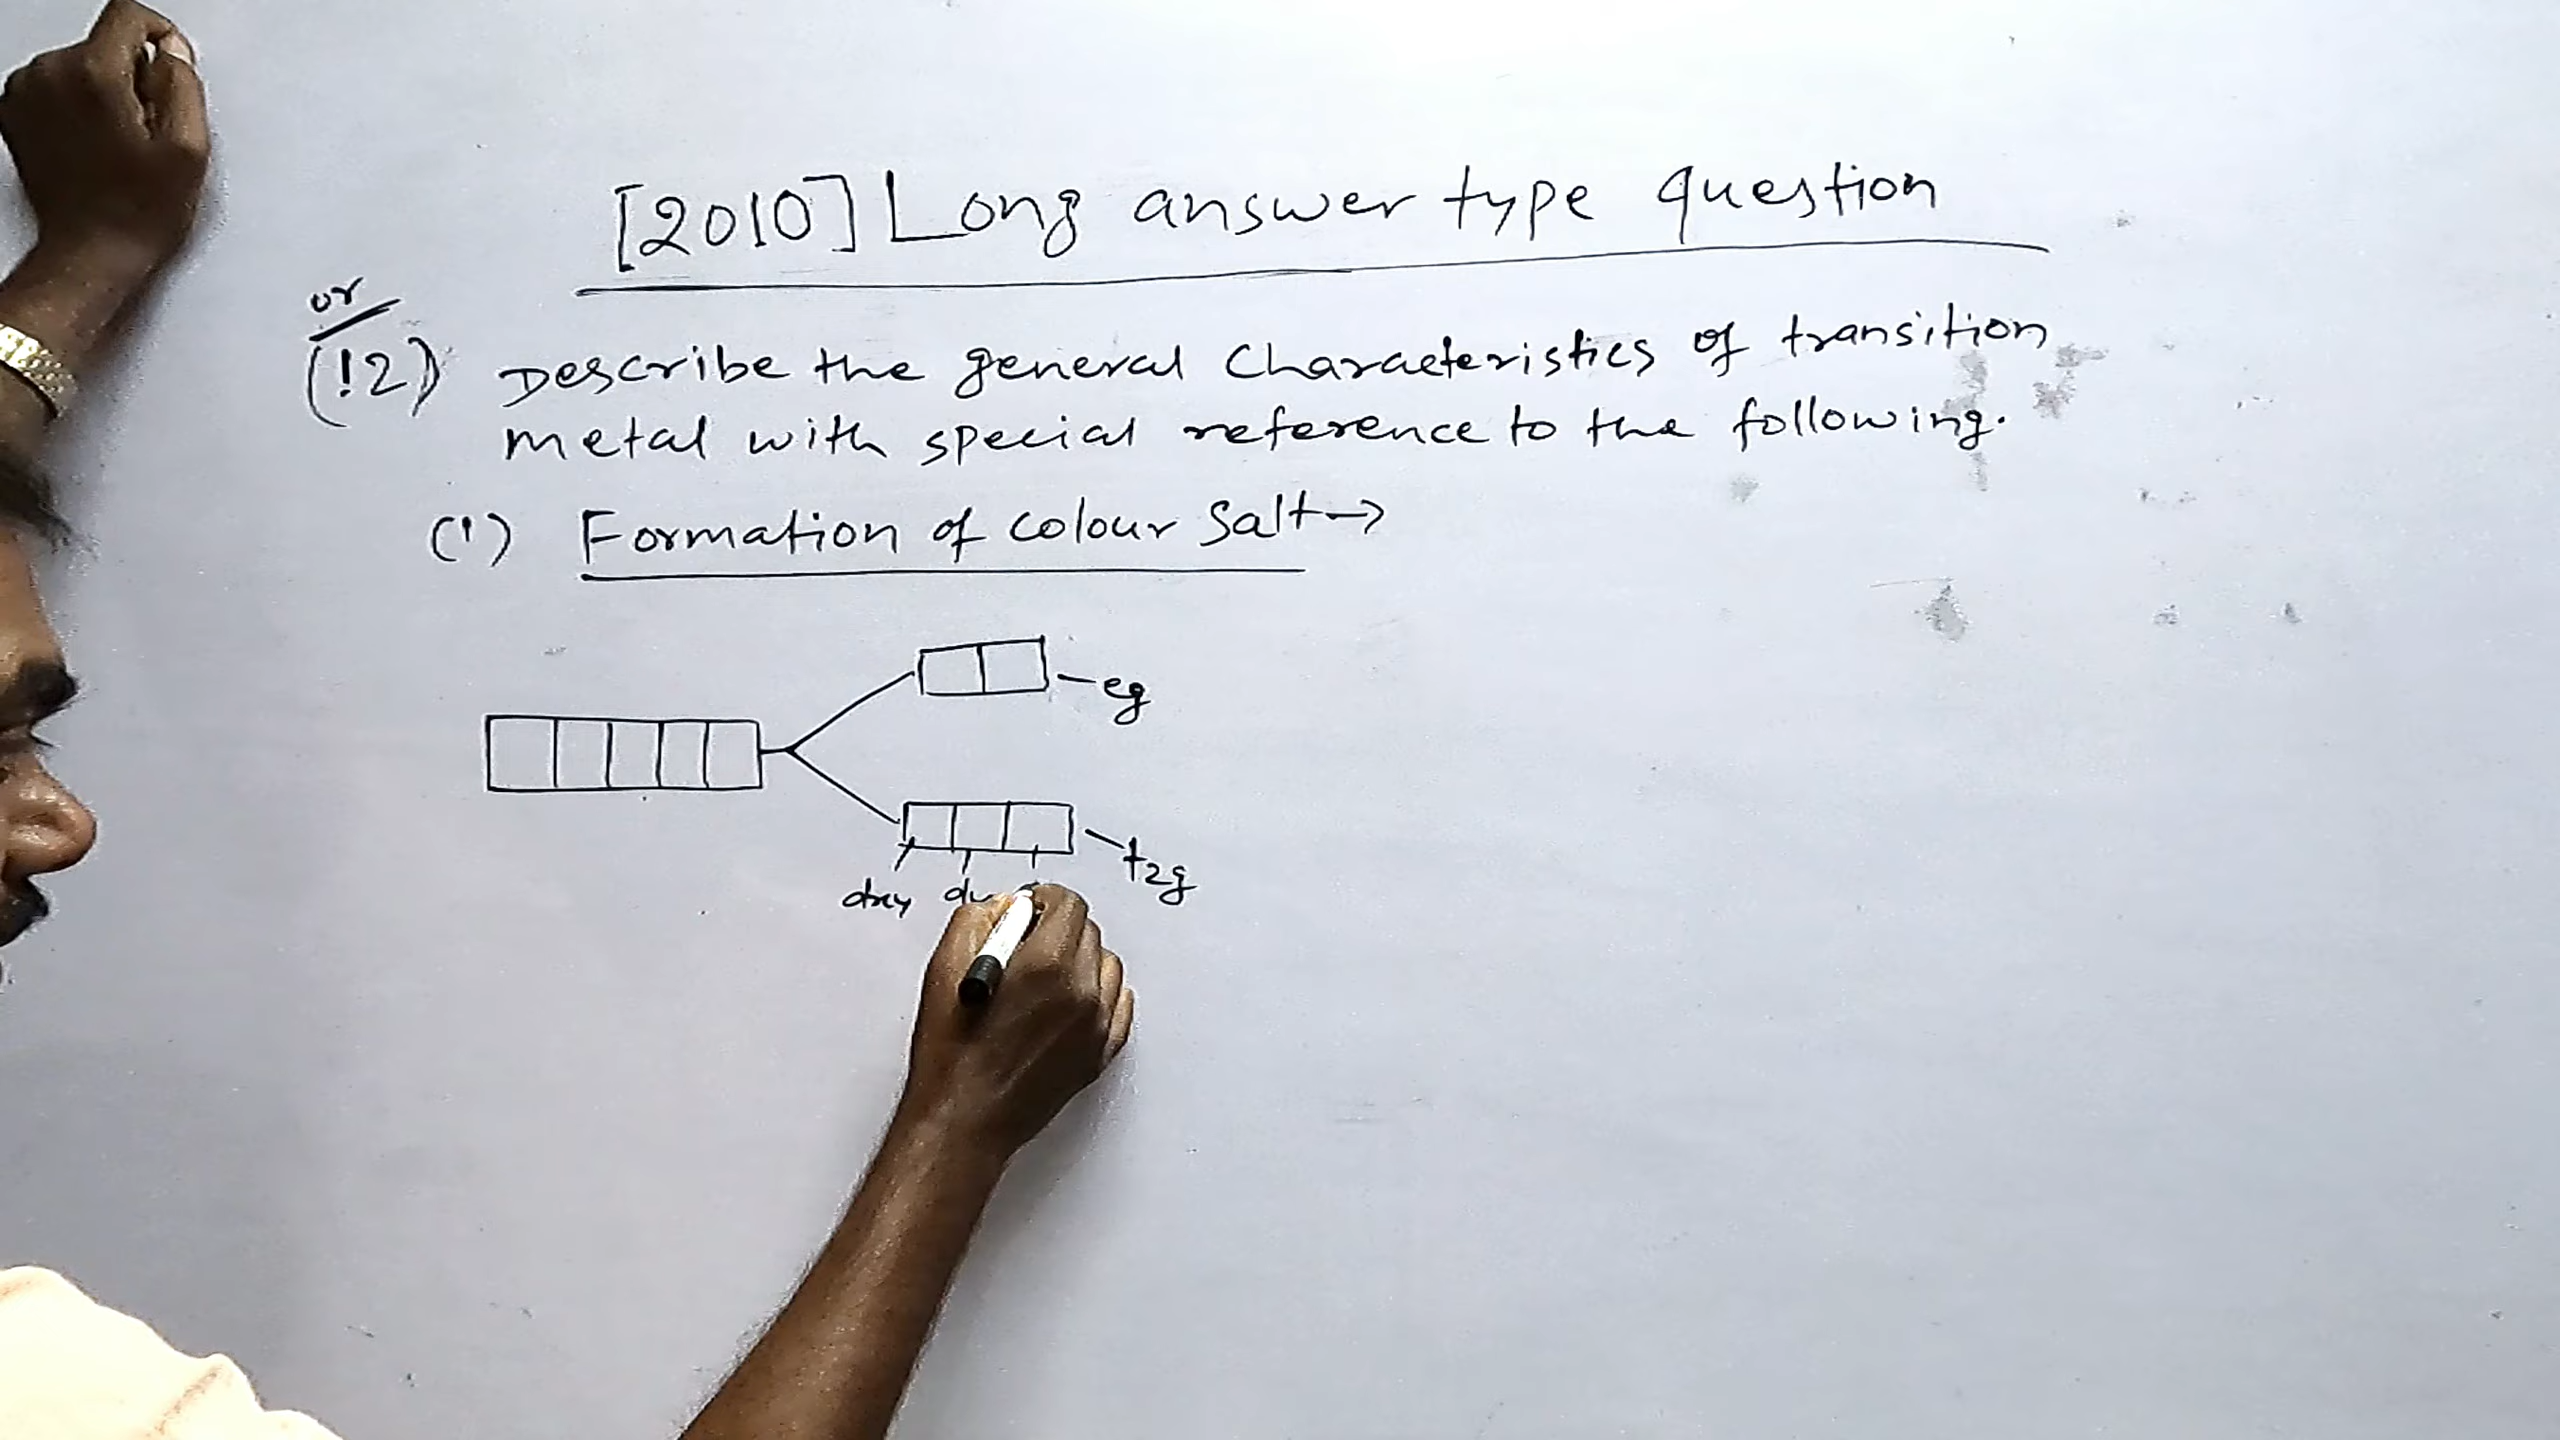 [2010] Long answer type question
or
(12) Describe the general characteristics of transition
metal with special reference to the following.
(1) Formation of colour salt→
eg
t2g
dxy